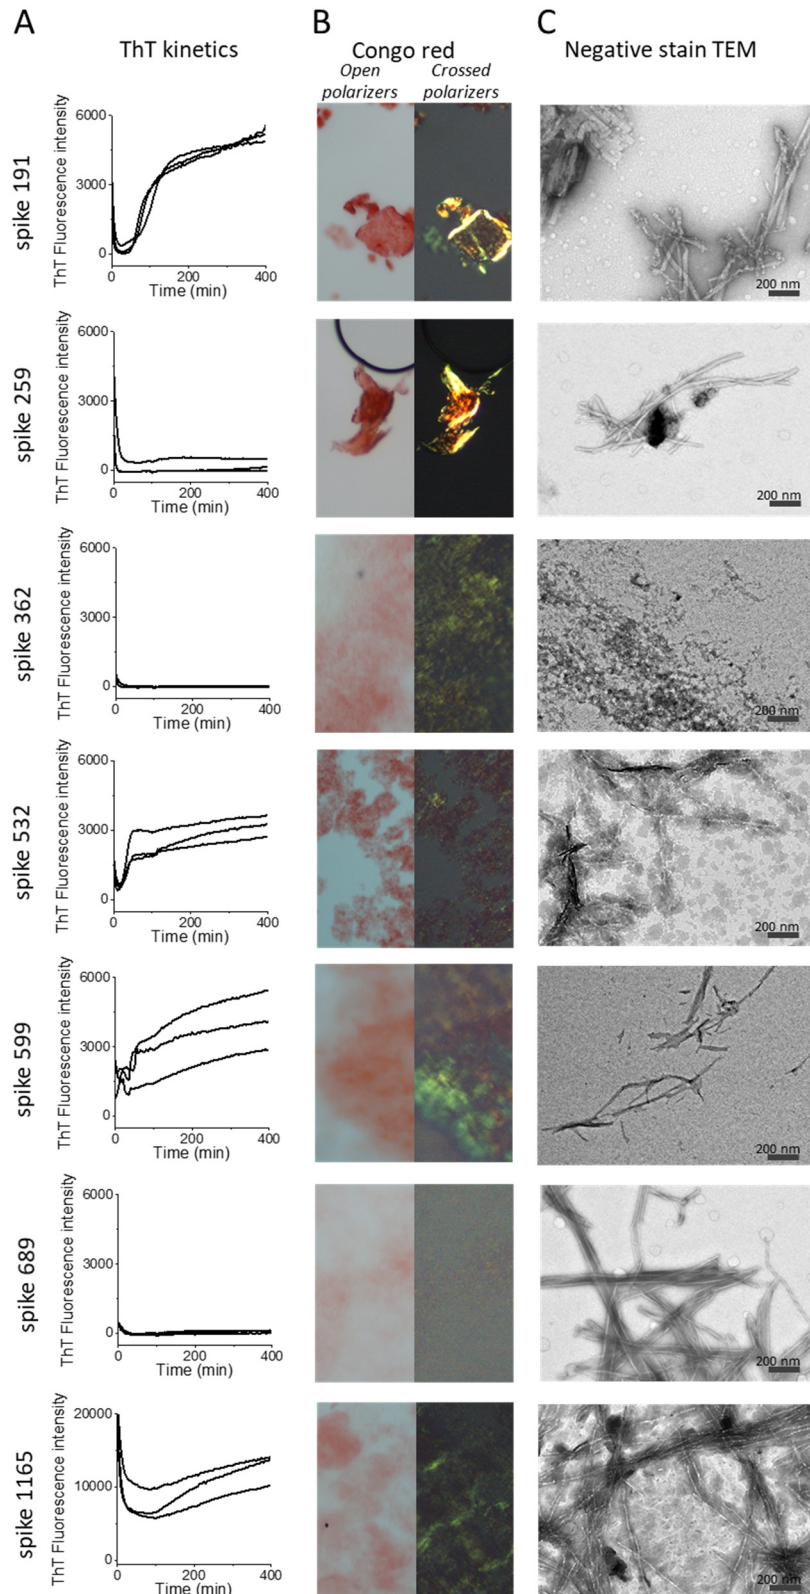 A
B
C
ThT kinetics
Congo red
Negative stain TEM
Open
polarizers
Crossed
polarizers
spike 191
ThT Fluorescence intensity
6000
3000
0
0
200
400
Time (min)
200 nm
spike 259
ThT Fluorescence intensity
6000
3000
0
0
200
400
Time (min)
200 nm
spike 362
ThT Fluorescence intensity
6000
3000
0
0
200
400
Time (min)
200 nm
spike 532
ThT Fluorescence intensity
6000
3000
0
0
200
400
Time (min)
200 nm
spike 599
ThT Fluorescence intensity
6000
3000
0
0
200
400
Time (min)
200 nm
spike 689
ThT Fluorescence intensity
6000
3000
0
0
200
400
Time (min)
200 nm
spike 1165
ThT Fluorescence intensity
20000
10000
0
0
200
400
Time (min)
200 nm